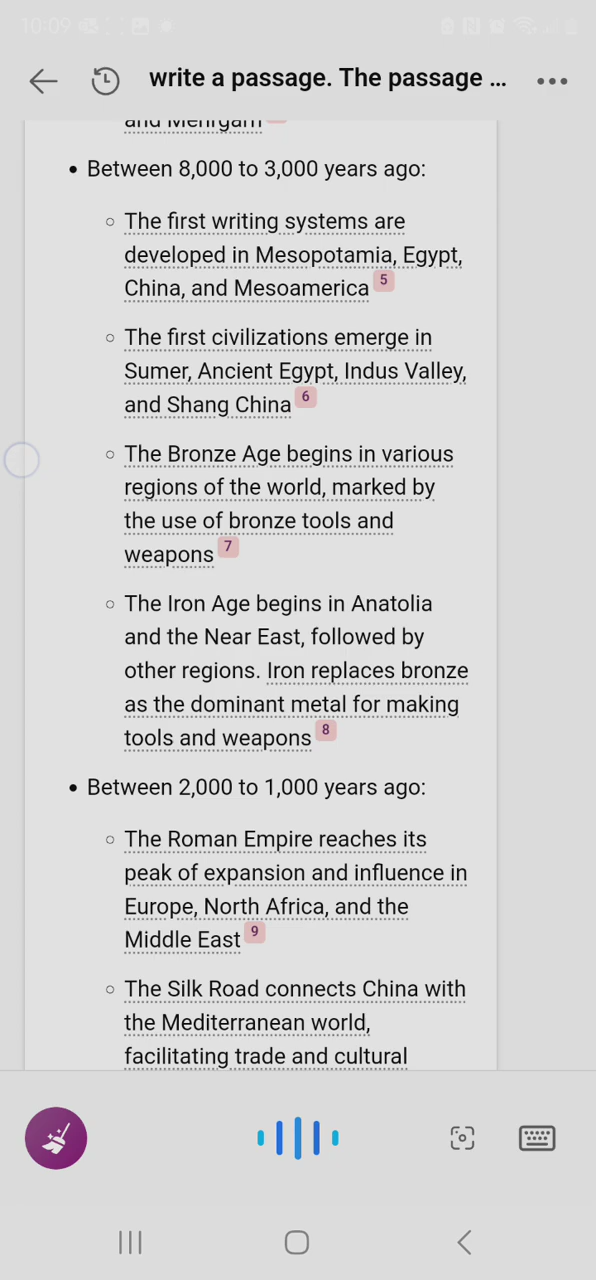 10:09
write a passage. The passage ...
and Mehrgarh
• Between 8,000 to 3,000 years ago:
○ The first writing systems are
developed in Mesopotamia, Egypt,
China, and Mesoamerica 5
○ The first civilizations emerge in
Sumer, Ancient Egypt, Indus Valley,
and Shang China 6
○ The Bronze Age begins in various
regions of the world, marked by
the use of bronze tools and
weapons 7
○ The Iron Age begins in Anatolia
and the Near East, followed by
other regions. Iron replaces bronze
as the dominant metal for making
tools and weapons 8
• Between 2,000 to 1,000 years ago:
○ The Roman Empire reaches its
peak of expansion and influence in
Europe, North Africa, and the
Middle East 9
○ The Silk Road connects China with
the Mediterranean world,
facilitating trade and cultural